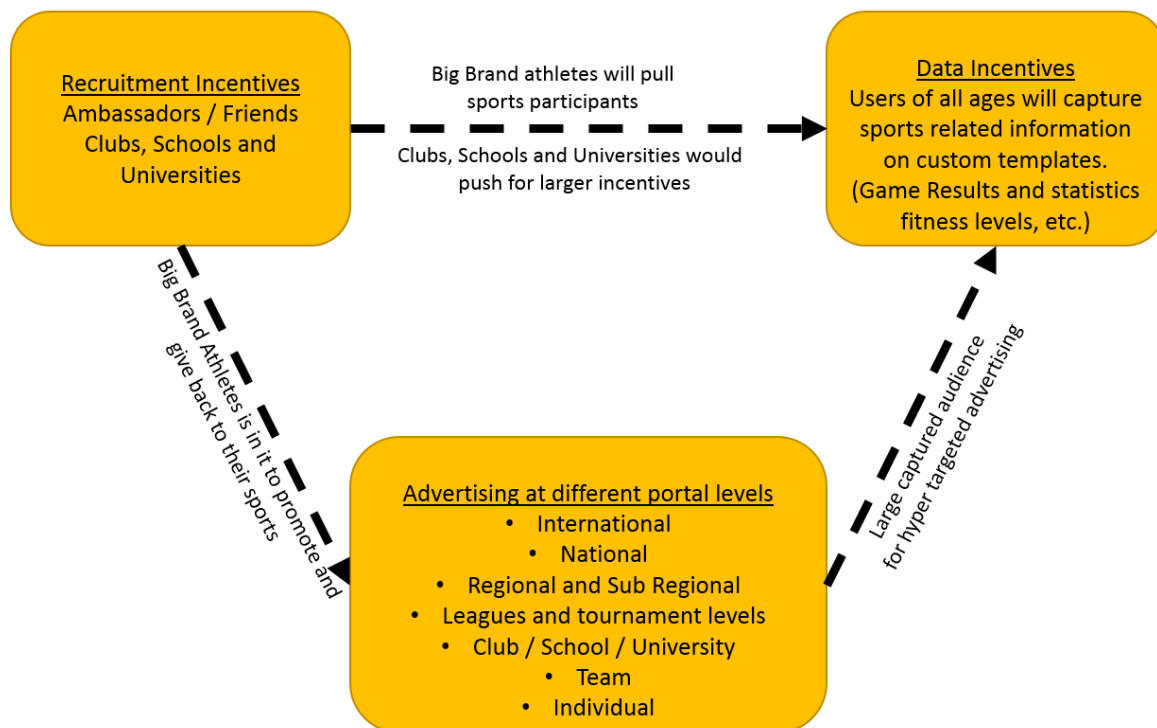 Recruitment Incentives
Ambassadors / Friends
Clubs, Schools and
Universities
Big Brand athletes will pull
sports participants
Clubs, Schools and Universities would
push for larger incentives
Data Incentives
Users of all ages will capture
sports related information
on custom templates.
(Game Results and statistics
fitness levels, etc.)
Big Brand Athletes is in it to promote and
give back to their sports
Advertising at different portal levels
• International
• National
• Regional and Sub Regional
• Leagues and tournament levels
• Club / School / University
• Team
• Individual
Large captured audience
for hyper targeted advertising